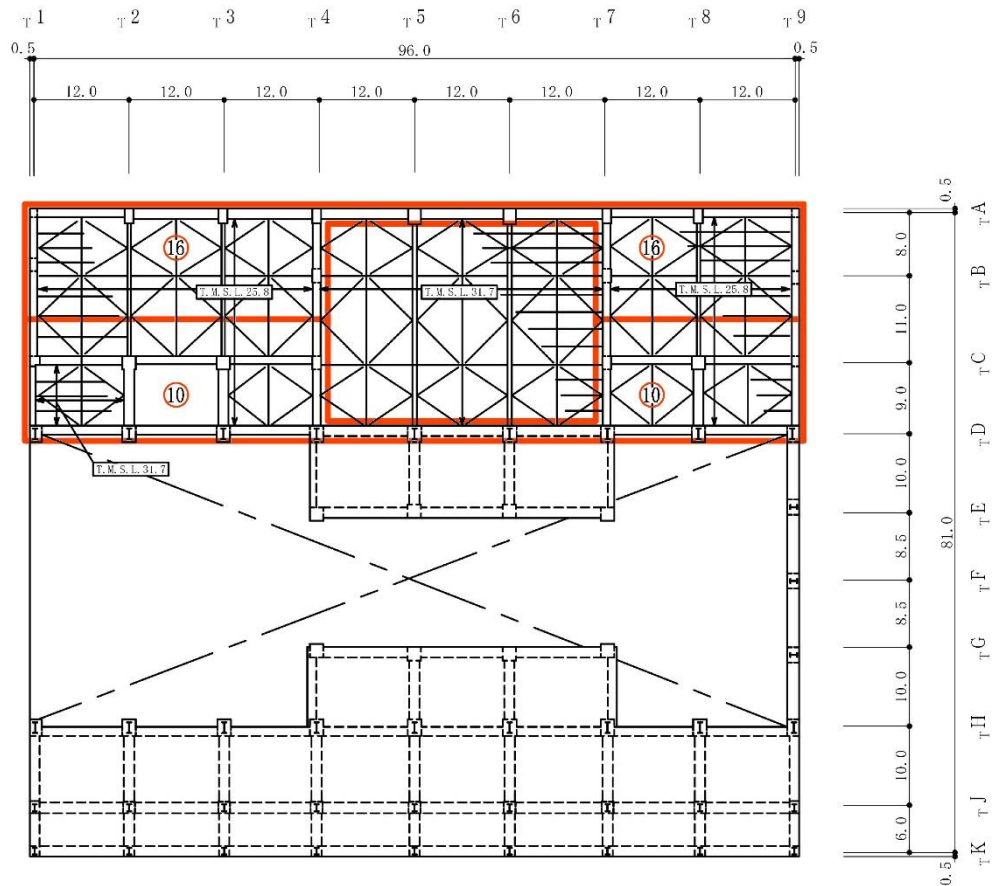 T1 T2 T3 T4 T5 T6 T7 T8 T9
0.5 96.0 0.5
12.0 12.0 12.0 12.0 12.0 12.0 12.0 12.0
0.5 TA
8.0
16 16
TB
T.M.S.L.25.8 T.M.S.L.31.7 T.M.S.L.25.8
11.0
TC
10 10
9.0
TD
T.M.S.L.31.7
10.0
TE
81.0
8.5
TF
8.5
TG
10.0
TH
10.0
TJ
6.0
TK
0.5